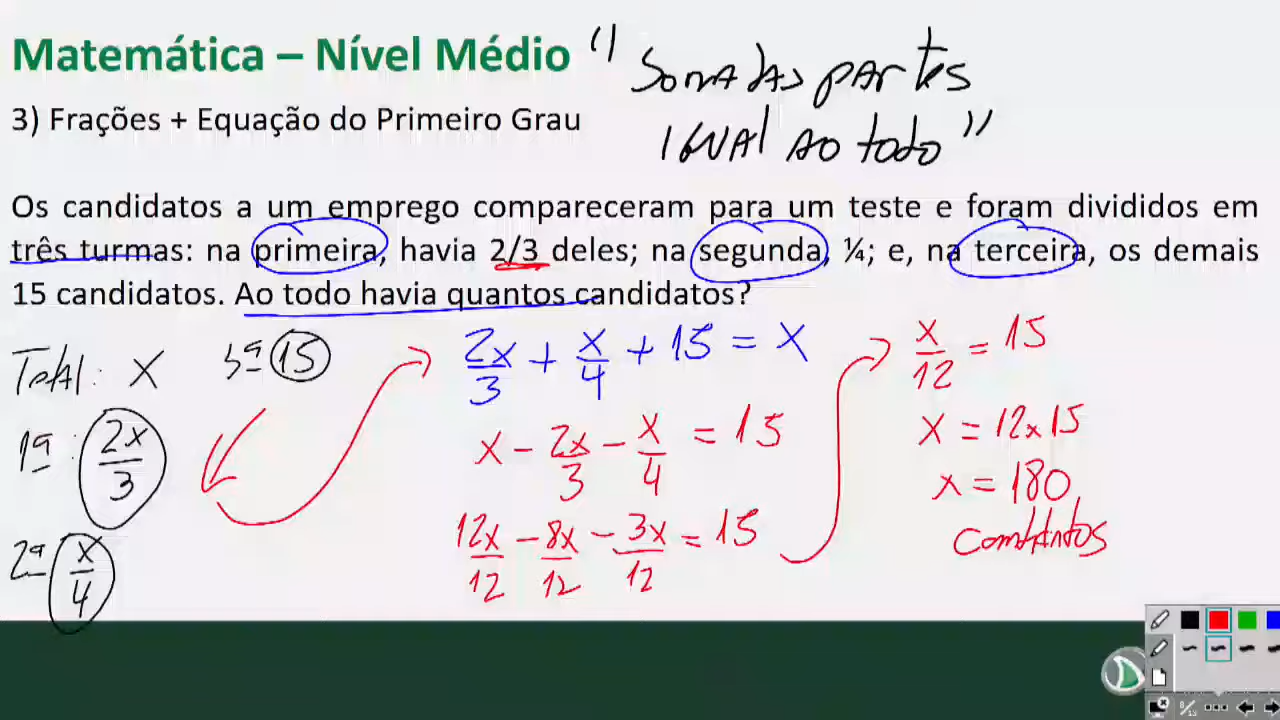 Matemática – Nível Médio
"Soma das partes
igual ao todo"
3) Frações + Equação do Primeiro Grau
Os candidatos a um emprego compareceram para um teste e foram divididos em
três turmas: na primeira, havia 2/3 deles; na segunda, ¼; e, na terceira, os demais
15 candidatos. Ao todo havia quantos candidatos?
Total: x
3ª 15
1ª: 2x/3
2ª x/4
2x/3 + x/4 + 15 = x
x - 2x/3 - x/4 = 15
12x/12 - 8x/12 - 3x/12 = 15
x/12 = 15
x = 12x15
x = 180
8/15